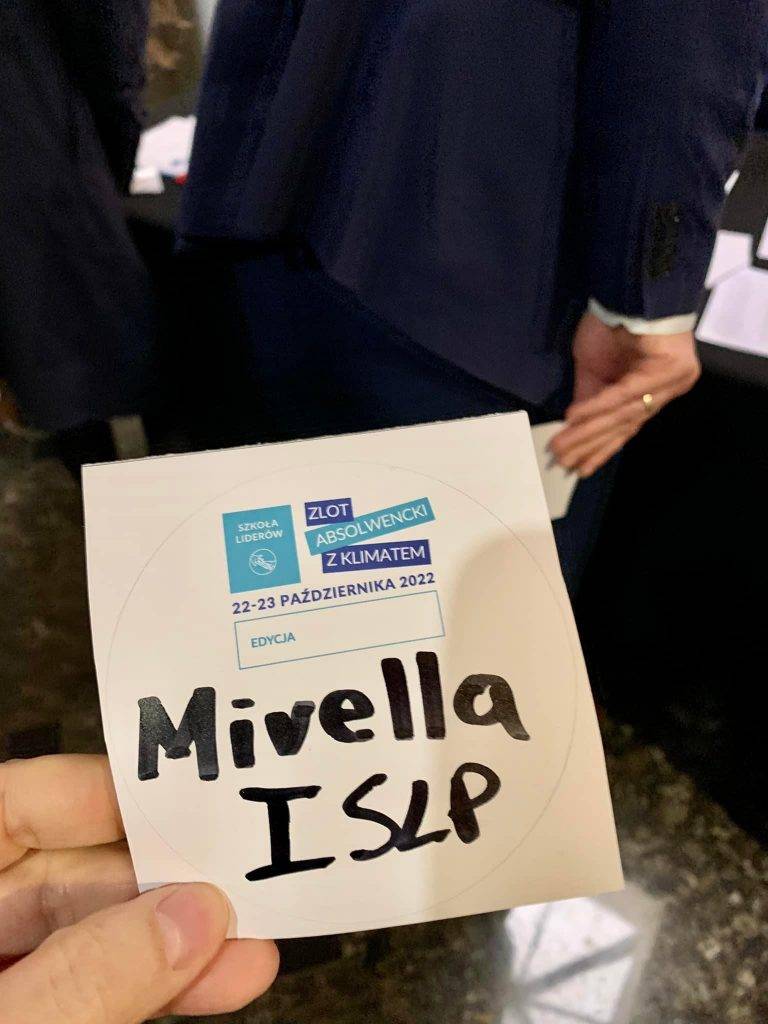 SZKOŁA
LIDERÓW
ZLOT
ABSOLWENCKI
Z KLIMATEM
22-23 PAŹDZIERNIKA 2022
EDYCJA
Mivella
ISLP